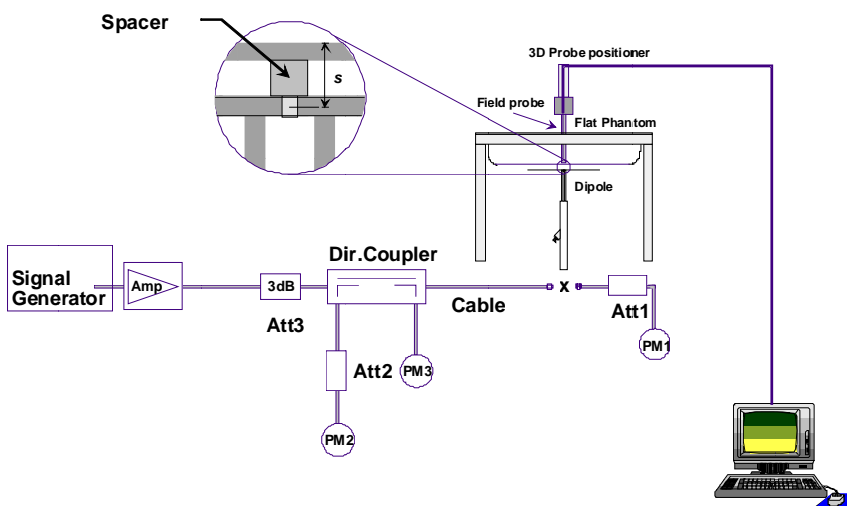 Spacer
s
3D Probe positioner
Field probe
Flat Phantom
Dipole
Signal
Generator
Amp
3dB
Att3
Dir.Coupler
Cable
x
Att1
PM1
Att2
PM3
PM2